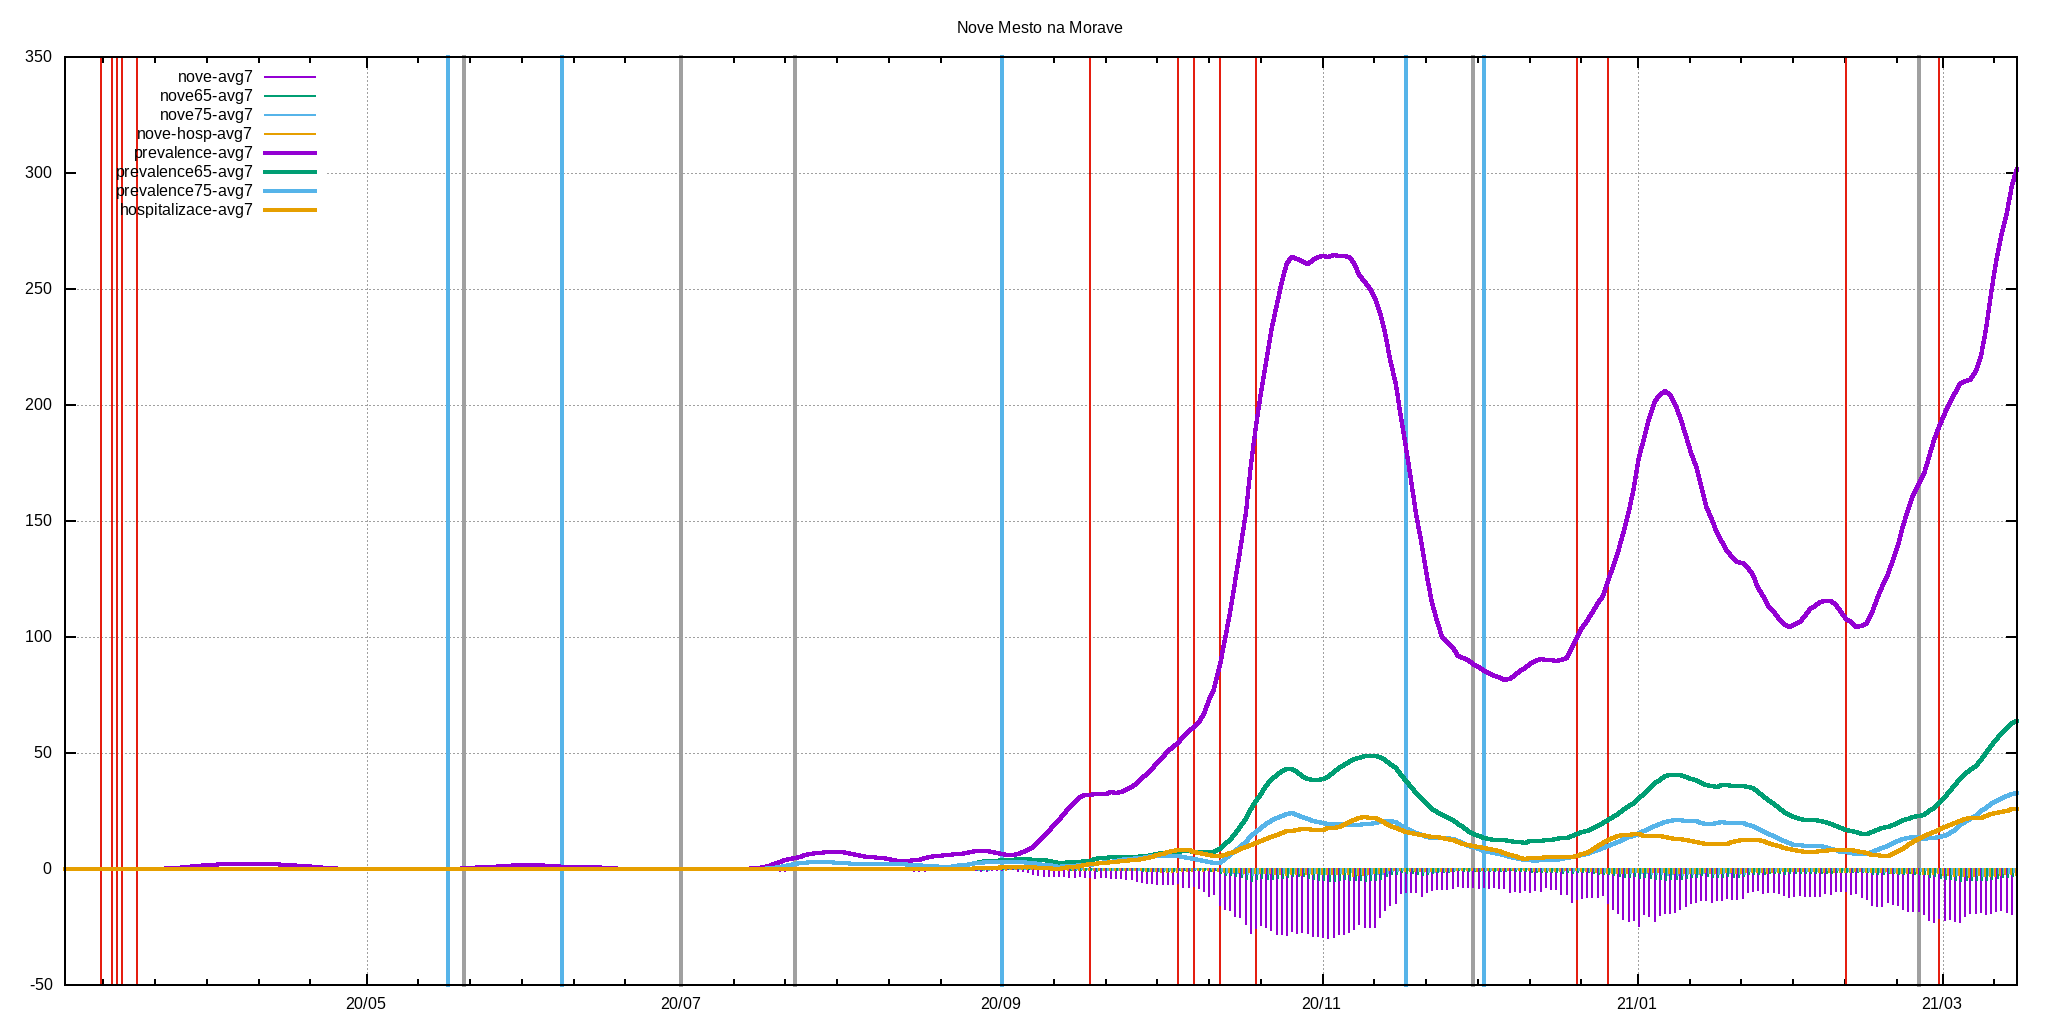 Nove Mesto na Morave
350
300
250
200
150
100
50
0
-50
nove-avg7
nove65-avg7
nove75-avg7
nove-hosp-avg7
prevalence-avg7
prevalence65-avg7
prevalence75-avg7
hospitalizace-avg7
20/05
20/07
20/09
20/11
21/01
21/03